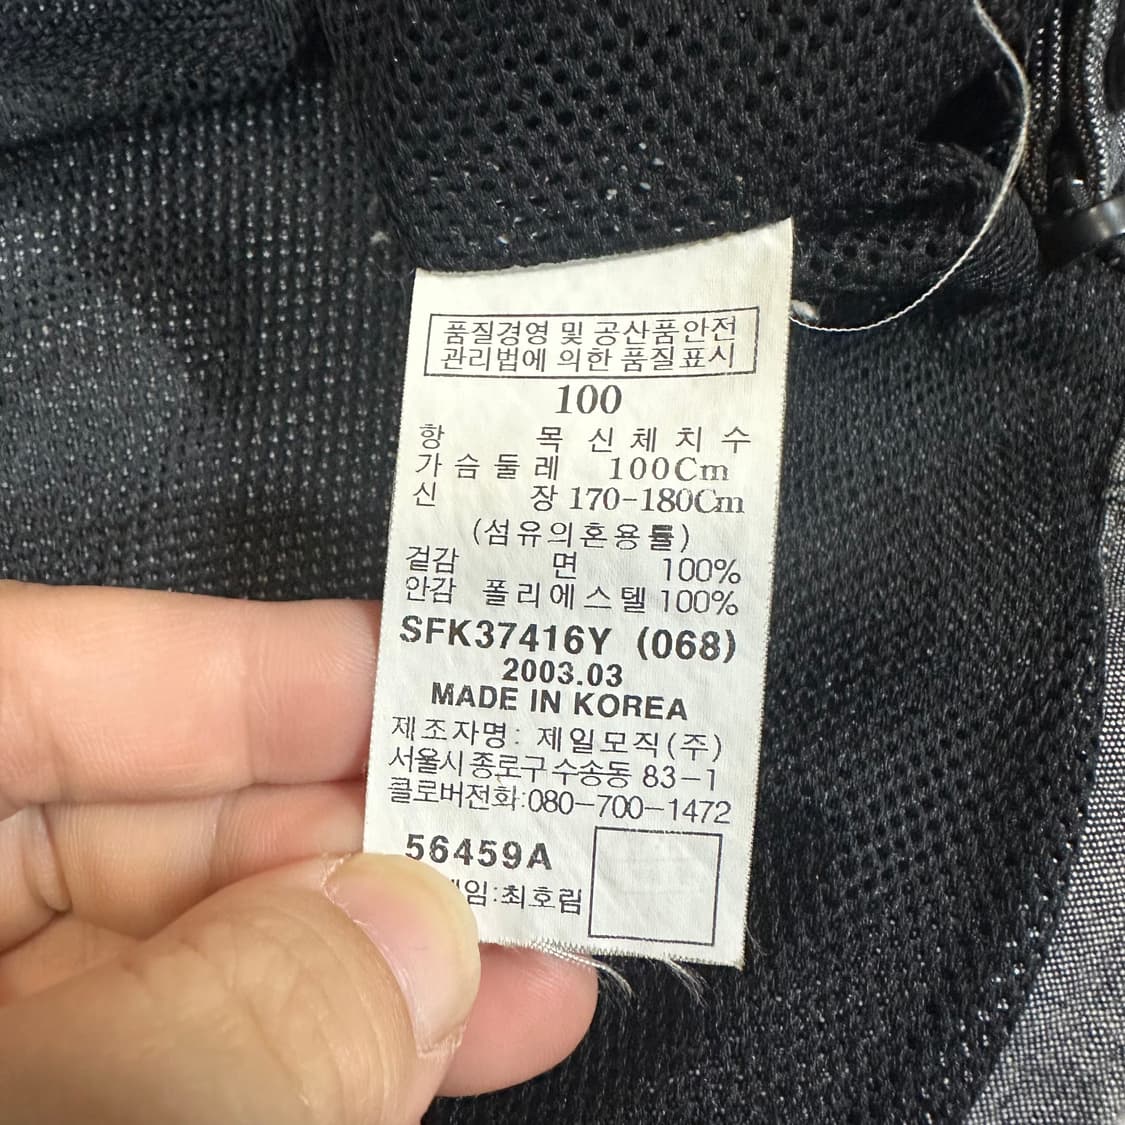 품질경영 및 공산품안전
관리법에 의한 품질표시
100
항 목 신 체 치 수
가 슴 둘 레 100Cm
신 장 170-180Cm
(섬유의혼용률)
겉감 면 100%
안감 폴리에스텔 100%
SFK37416Y (068)
2003.03
MADE IN KOREA
제조자명: 제일모직(주)
서울시종로구수송동 83-1
클로버전화:080-700-1472
56459A
임:최호림